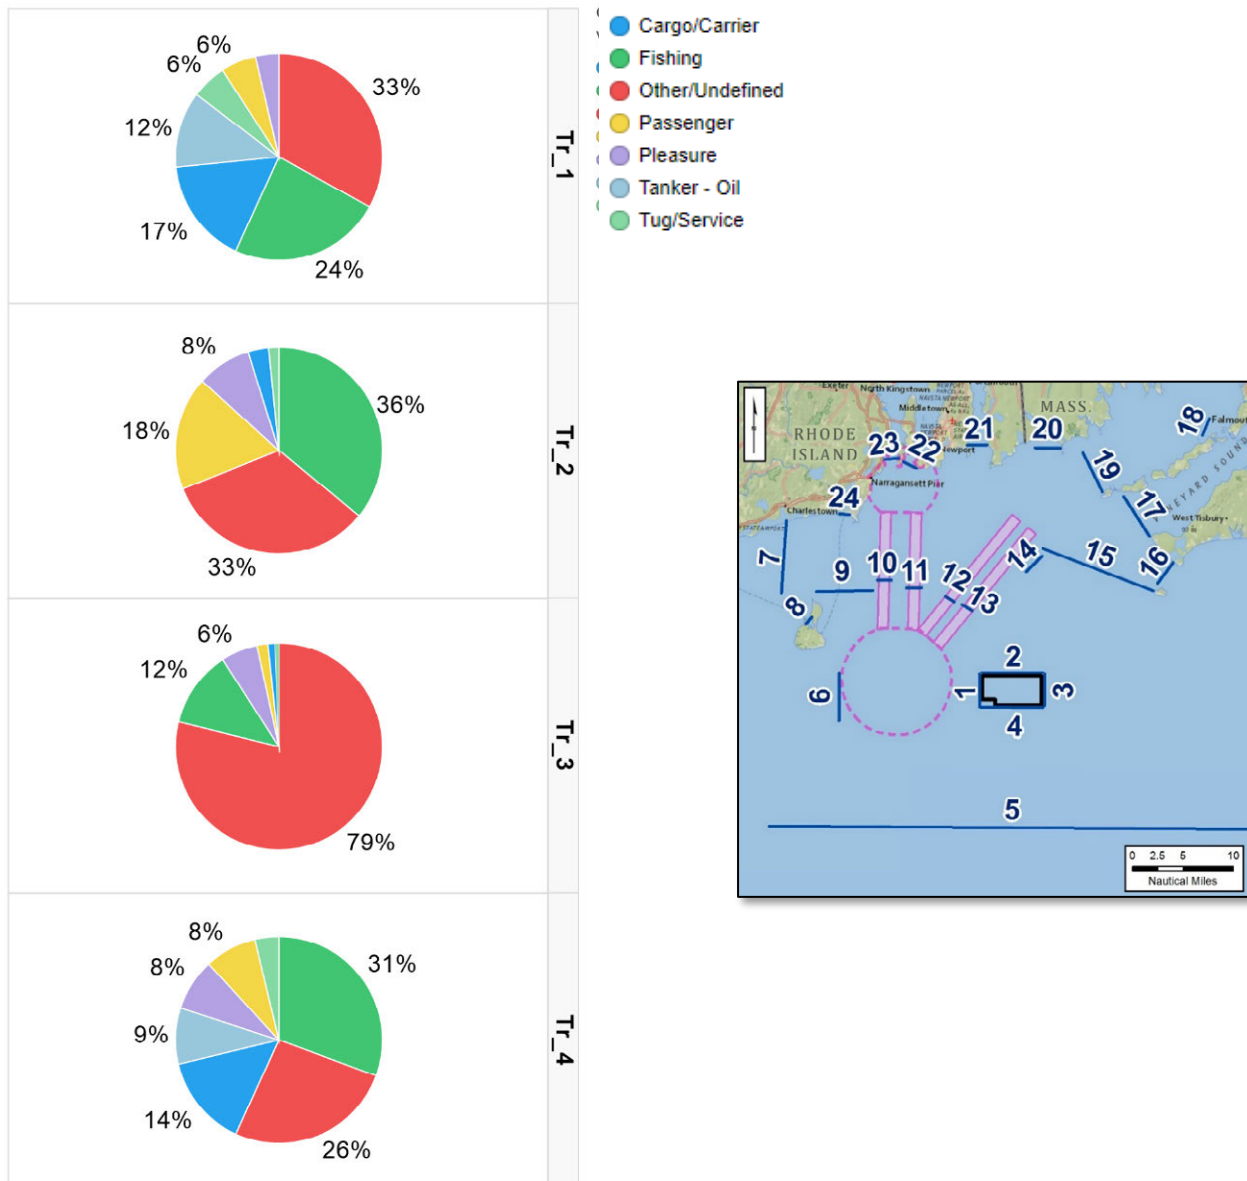 6%
6%
33%
12%
17%
24%
Tr_1
Cargo/Carrier
Fishing
Other/Undefined
Passenger
Pleasure
Tanker - Oil
Tug/Service
8%
36%
18%
33%
Tr_2
6%
12%
79%
Tr_3
8%
31%
8%
9%
14%
26%
Tr_4
Exeter
North Kingstown
Middletown
MASS.
RHODE
ISLAND
21
20
18
Falmou
23
22
Newport
19
Narragansett Pier
VINEYARD SOUND
24
Charlestown
17
West Tisbury
7
9
10
11
12
13
14
15
16
8
2
6
1
3
4
5
0 2.5 5 10
Nautical Miles